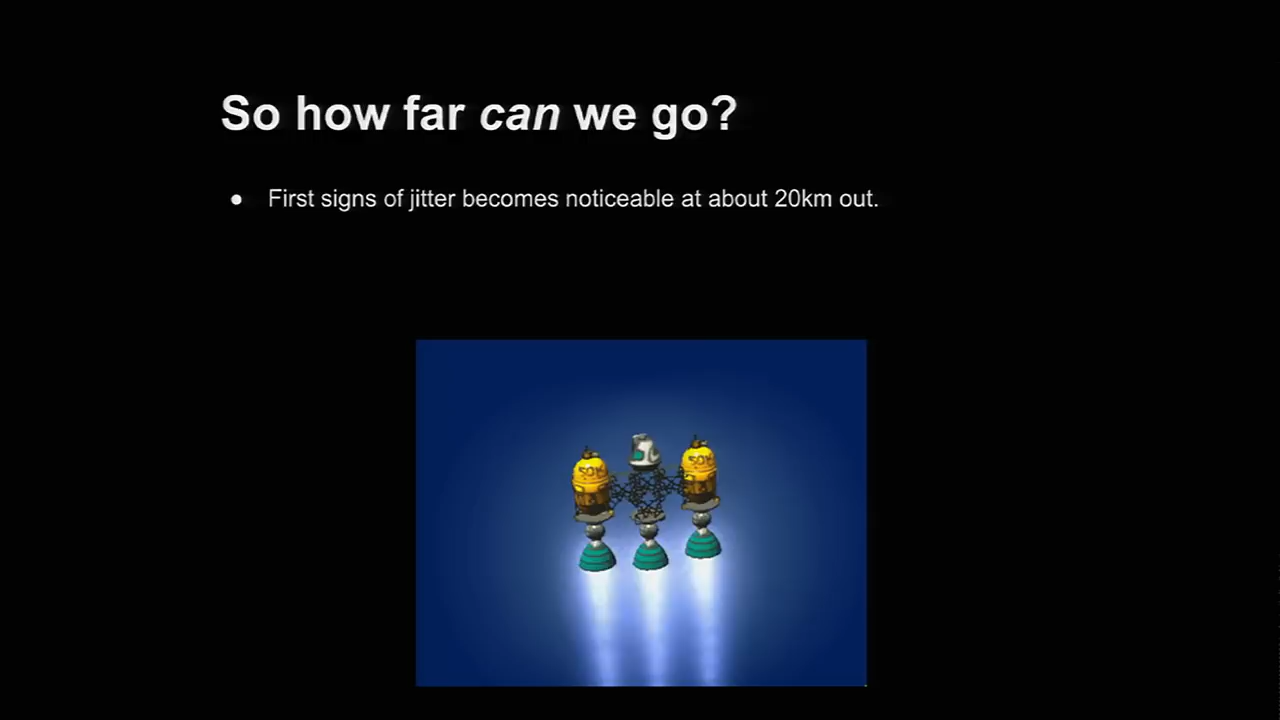 So how far can we go?
● First signs of jitter becomes noticeable at about 20km out.